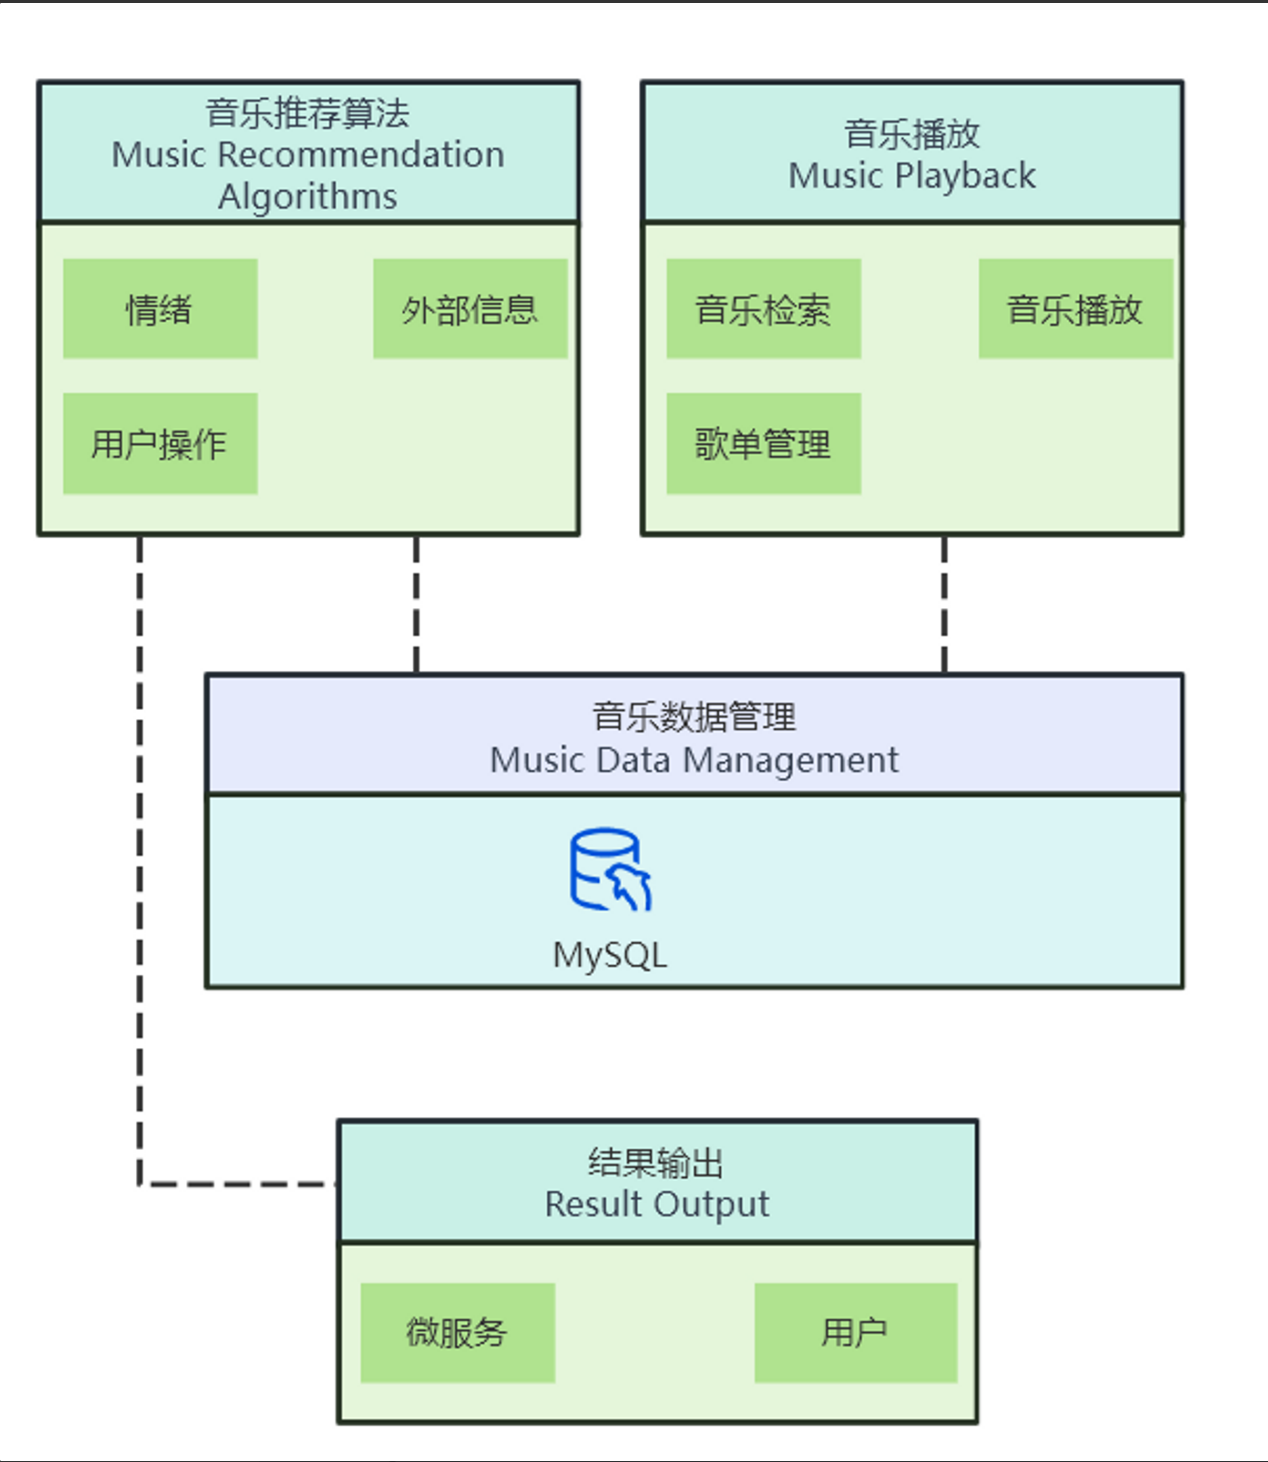 音乐推荐算法
Music Recommendation
Algorithms
情绪
外部信息
用户操作
音乐播放
Music Playback
音乐检索
音乐播放
歌单管理
音乐数据管理
Music Data Management
MySQL
结果输出
Result Output
微服务
用户